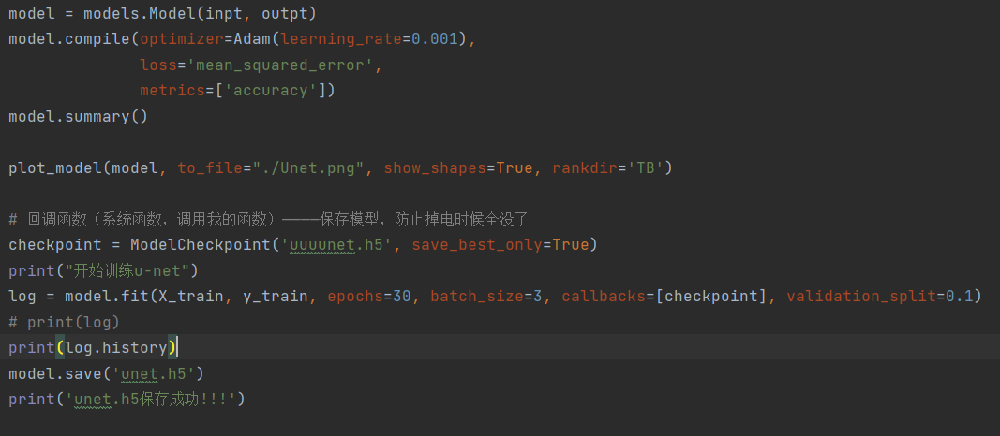 model = models.Model(inpt, outpt)
model.compile(optimizer=Adam(learning_rate=0.001),
              loss='mean_squared_error',
              metrics=['accuracy'])
model.summary()
plot_model(model, to_file="./Unet.png", show_shapes=True, rankdir='TB')
# 回调函数（系统函数，调用我的函数）————保存模型，防止掉电时候全没了
checkpoint = ModelCheckpoint('uuuunet.h5', save_best_only=True)
print("开始训练u-net")
log = model.fit(X_train, y_train, epochs=30, batch_size=3, callbacks=[checkpoint], validation_split=0.1)
# print(log)
print(log.history)
model.save('unet.h5')
print('unet.h5保存成功!!!')